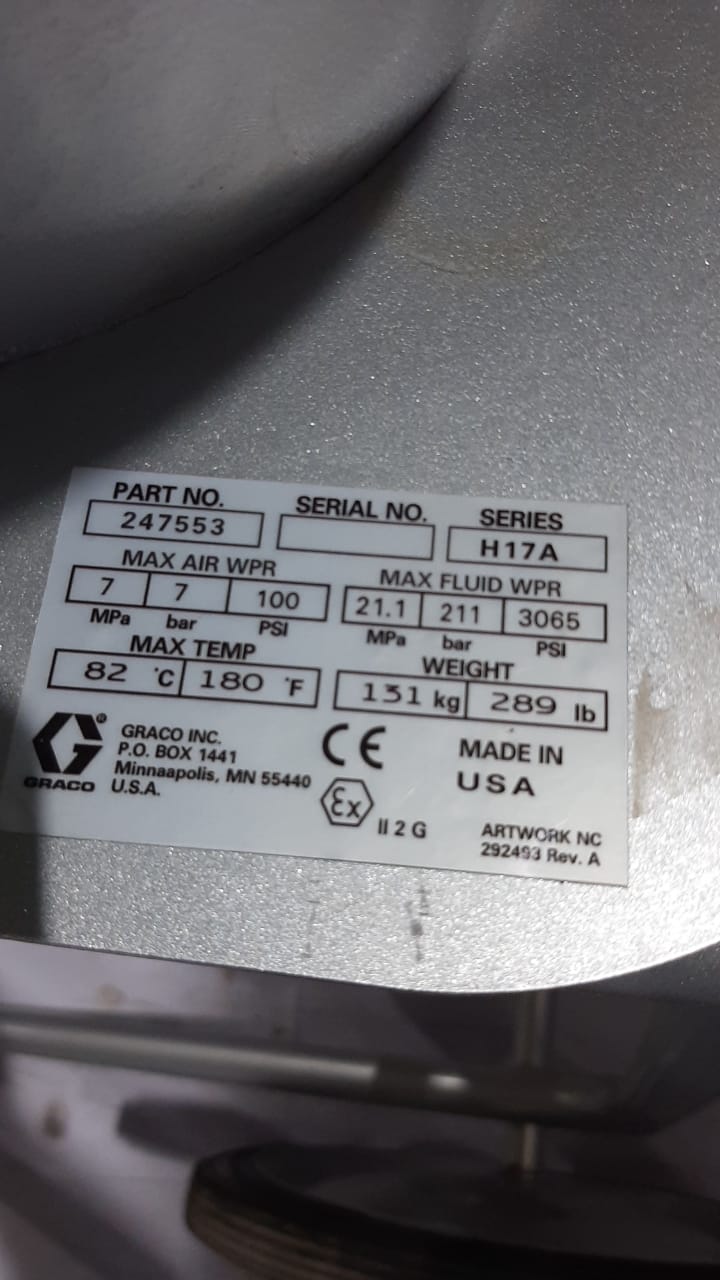 PART NO. SERIAL NO. SERIES
247553 H17A
MAX AIR WPR MAX FLUID WPR
7 7 100 21.1 211 3065
MPa bar PSI MPa bar PSI
MAX TEMP WEIGHT
82 °C 180 °F 131 kg 289 lb
GRACO INC.
P.O. BOX 1441
Minnaapolis, MN 55440
U.S.A.
G®
GRACO
CE
Ex II 2 G
MADE IN
USA
ARTWORK NC
292493 Rev. A